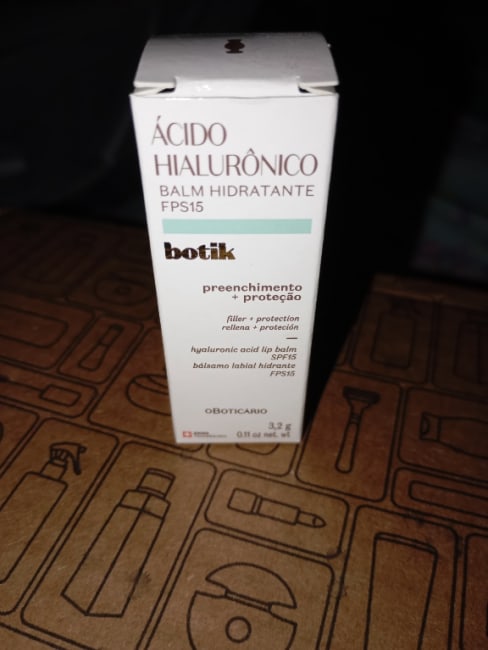 ÁCIDO
HIALURÔNICO
BALM HIDRATANTE
FPS15
botik
preenchimento
+ proteção
filler + protection
rellena + proteción
hyaluronic acid lip balm
SPF15
bálsamo labial hidrante
FPS15
OBOTICÁRIO
3,2 g
0.11 oz net. wt